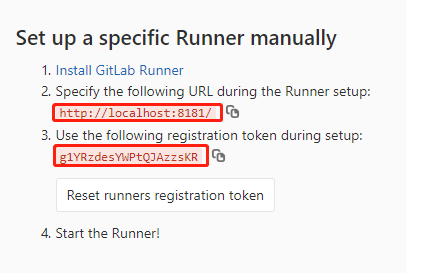 Set up a specific Runner manually
1. Install GitLab Runner
2. Specify the following URL during the Runner setup:
http://localhost:8181/
3. Use the following registration token during setup:
g1YRzdesYWPtQJAzzsKR
Reset runners registration token
4. Start the Runner!